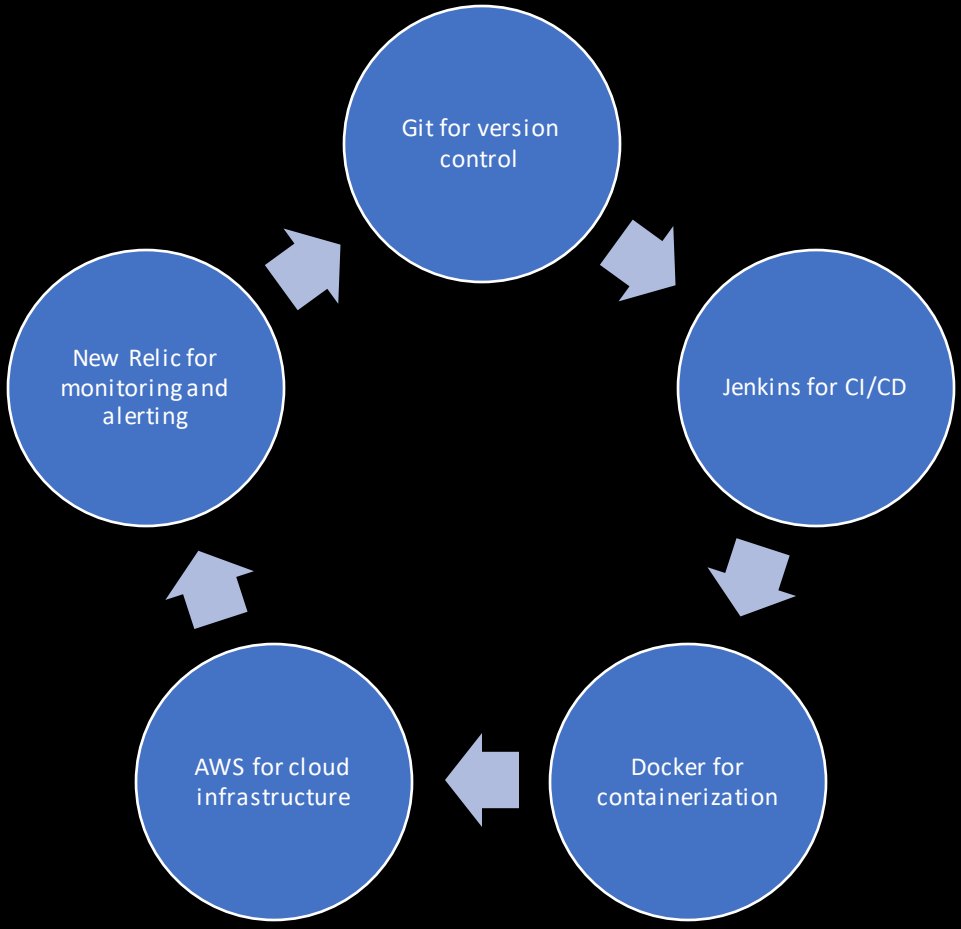 Git for version
control
Jenkins for CI/CD
Docker for
containerization
AWS for cloud
infrastructure
New Relic for
monitoring and
alerting